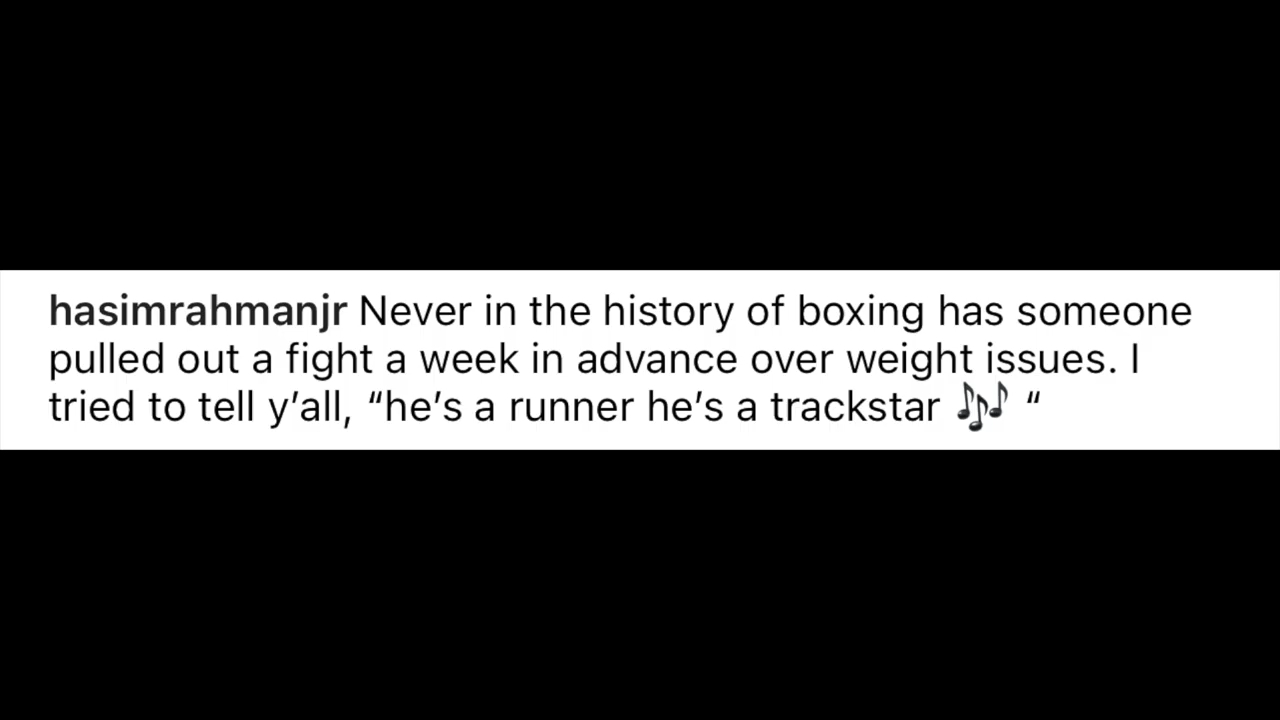 hasimrahmanjr Never in the history of boxing has someone
pulled out a fight a week in advance over weight issues. I
tried to tell y’all, “he’s a runner he’s a trackstar 🎶 “